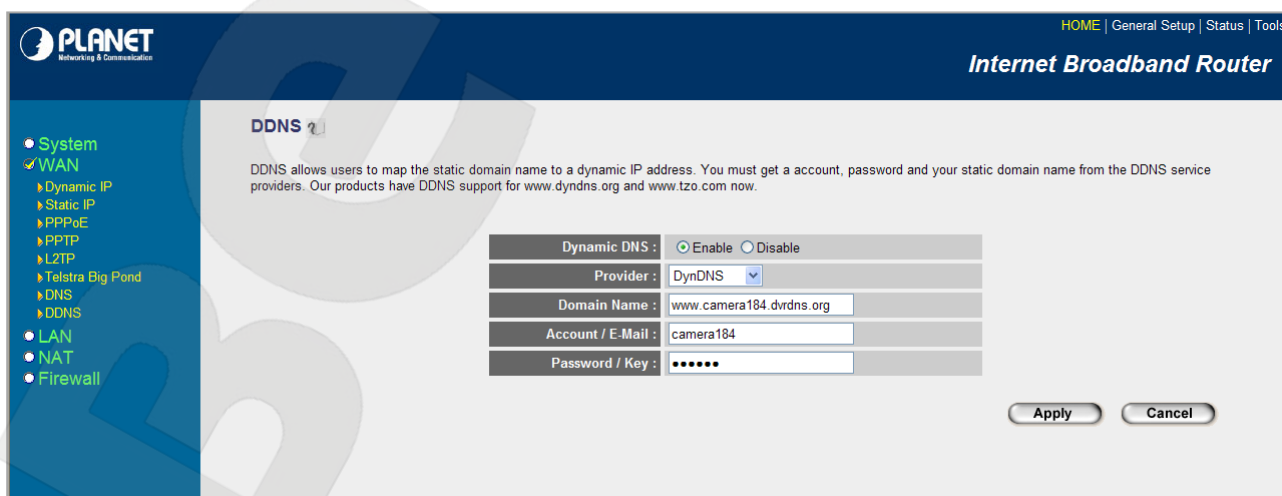 PLANET
Networking & Communication
HOME | General Setup | Status | Tools
Internet Broadband Router
System
WAN
Dynamic IP
Static IP
PPPoE
PPTP
L2TP
Telstra Big Pond
DNS
DDNS
LAN
NAT
Firewall
DDNS
DDNS allows users to map the static domain name to a dynamic IP address. You must get a account, password and your static domain name from the DDNS service
providers. Our products have DDNS support for www.dyndns.org and www.tzo.com now.
Dynamic DNS : Enable Disable
Provider : DynDNS
Domain Name : www.camera184.dvrdns.org
Account / E-Mail : camera184
Password / Key : ●●●●●●
Apply Cancel